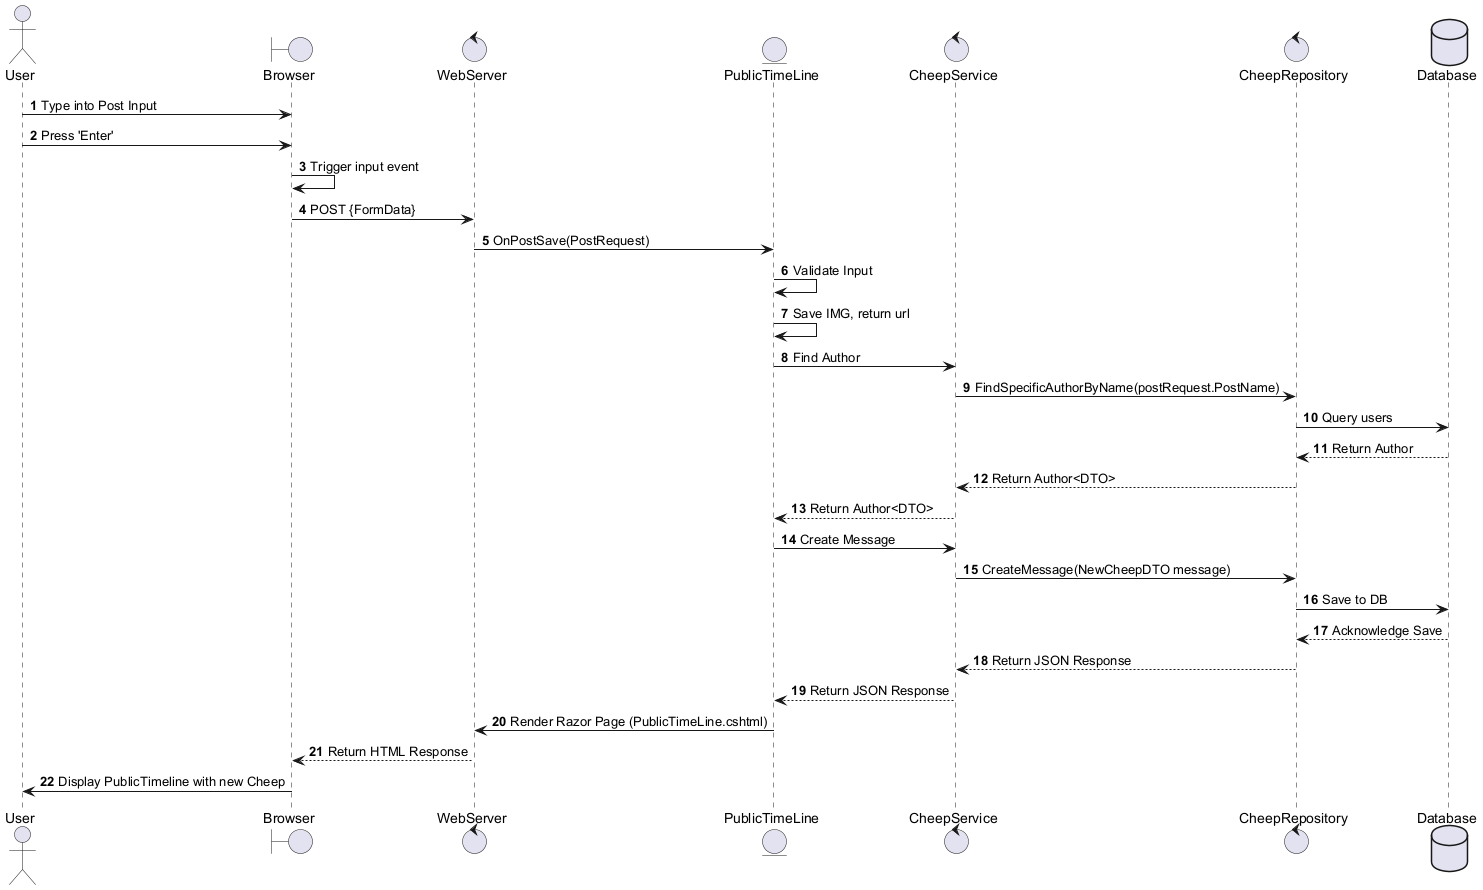 User
Browser
WebServer
PublicTimeLine
CheepService
CheepRepository
Database
1 Type into Post Input
2 Press 'Enter'
3 Trigger input event
4 POST {FormData}
5 OnPostSave(PostRequest)
6 Validate Input
7 Save IMG, return url
8 Find Author
9 FindSpecificAuthorByName(postRequest.PostName)
10 Query users
11 Return Author
12 Return Author<DTO>
13 Return Author<DTO>
14 Create Message
15 CreateMessage(NewCheepDTO message)
16 Save to DB
17 Acknowledge Save
18 Return JSON Response
19 Return JSON Response
20 Render Razor Page (PublicTimeLine.cshtml)
21 Return HTML Response
22 Display PublicTimeline with new Cheep
User
Browser
WebServer
PublicTimeLine
CheepService
CheepRepository
Database